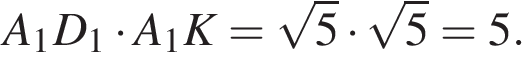 A₁D₁ · A₁K = √5 · √5 = 5.